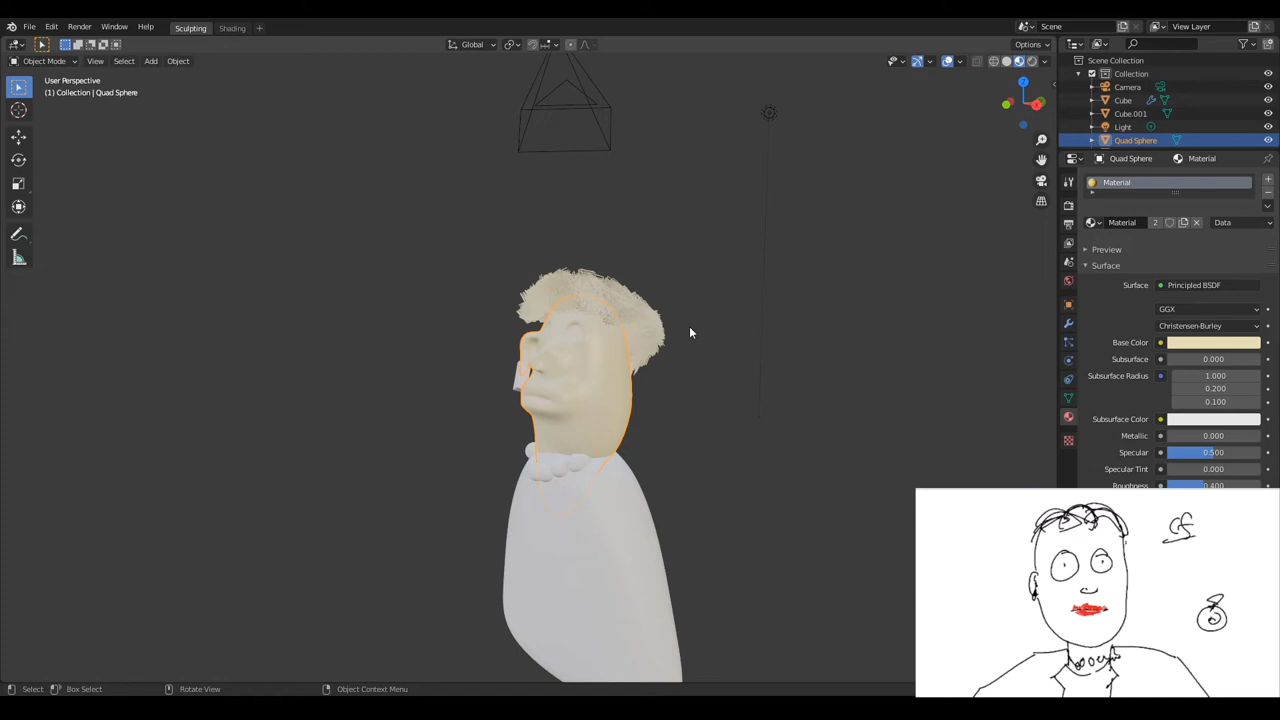 File Edit Render Window Help Sculpting Shading + Scene View Layer
Global Options
Object Mode View Select Add Object
User Perspective
(1) Collection | Quad Sphere
Z
Scene Collection
Collection
Camera
Cube
Cube.001
Light
Quad Sphere
Quad Sphere Material
Material
Material 2 Data
Preview
Surface
Surface Principled BSDF
GGX
Christensen-Burley
Base Color
Subsurface 0.000
Subsurface Radius 1.000
0.200
0.100
Subsurface Color
Metallic 0.000
Specular 0.500
Specular Tint 0.000
Roughness 0.400
Select Box Select Rotate View Object Context Menu